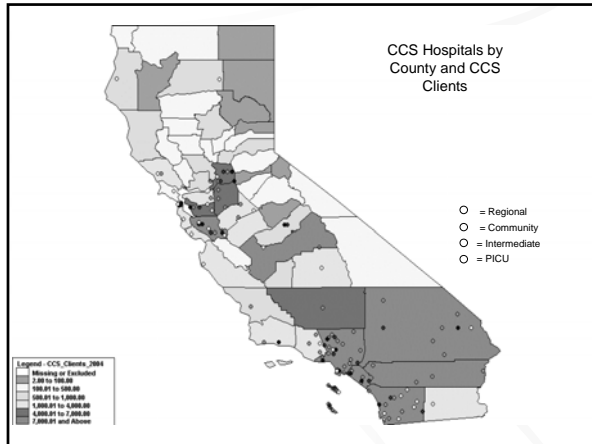 CCS Hospitals by
County and CCS
Clients
= Regional
= Community
= Intermediate
= PICU
Legend - CCS_Clients_2004
Missing or Excluded
2.00 to 100.00
100.01 to 500.00
500.01 to 1,000.00
1,000.01 to 4,000.00
4,000.01 to 7,000.00
7,000.01 and Above